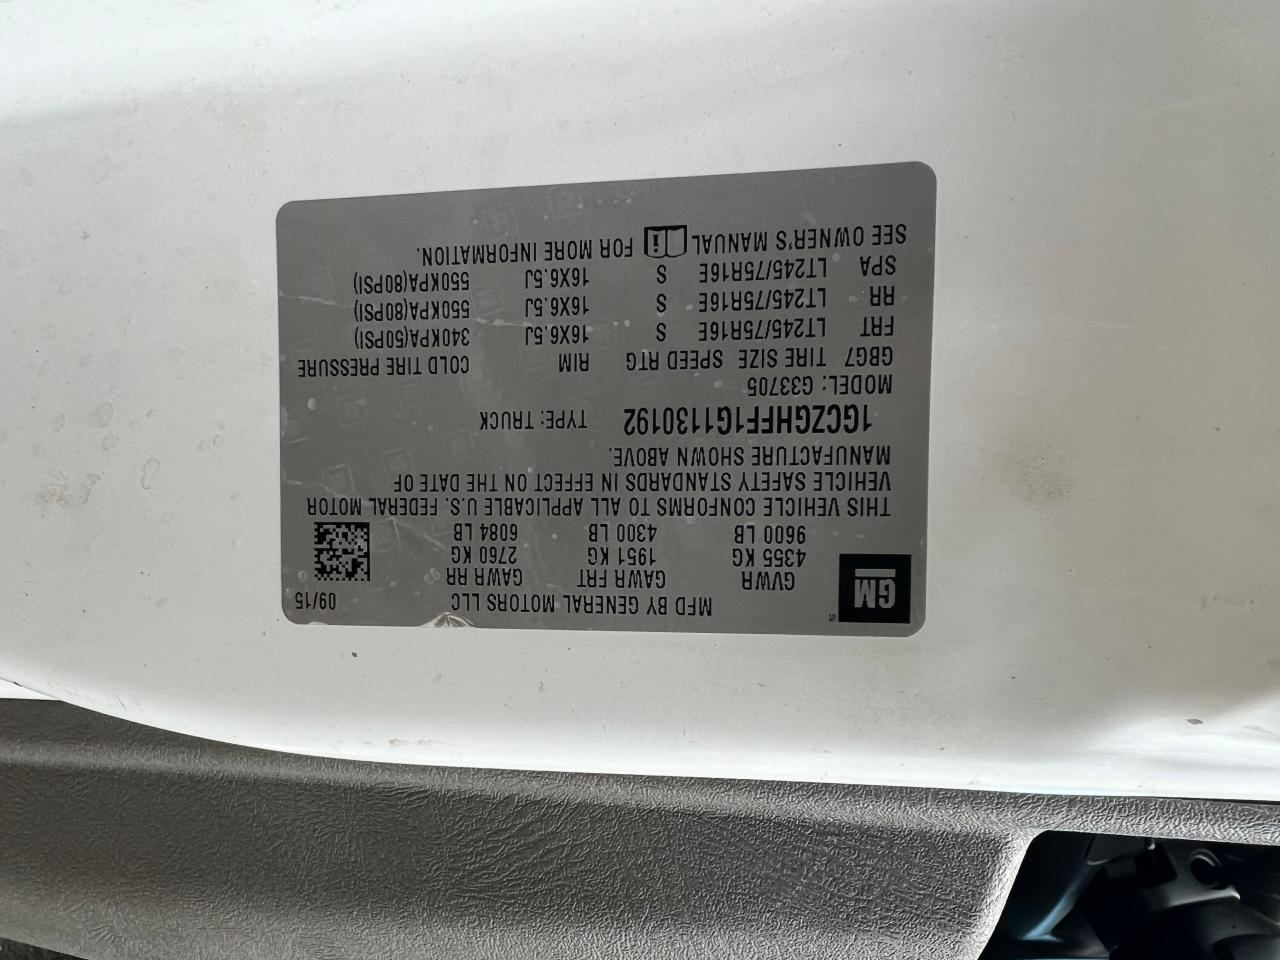 MFD BY GENERAL MOTORS LLC 09/15
GM
GVWR GAWR FRT GAWR RR
4355 KG 1951 KG 2760 KG
9600 LB 4300 LB 6084 LB
THIS VEHICLE CONFORMS TO ALL APPLICABLE U.S. FEDERAL MOTOR
VEHICLE SAFETY STANDARDS IN EFFECT ON THE DATE OF
MANUFACTURE SHOWN ABOVE.
1GCZGHFF1G1130192 TYPE: TRUCK
MODEL: G33705
GBG7 TIRE SIZE SPEED RTG RIM COLD TIRE PRESSURE
FRT LT245/75R16E S 16X6.5J 340KPA(50PSI)
RR LT245/75R16E S 16X6.5J 550KPA(80PSI)
SPA LT245/75R16E S 16X6.5J 550KPA(80PSI)
SEE OWNER'S MANUAL i FOR MORE INFORMATION.